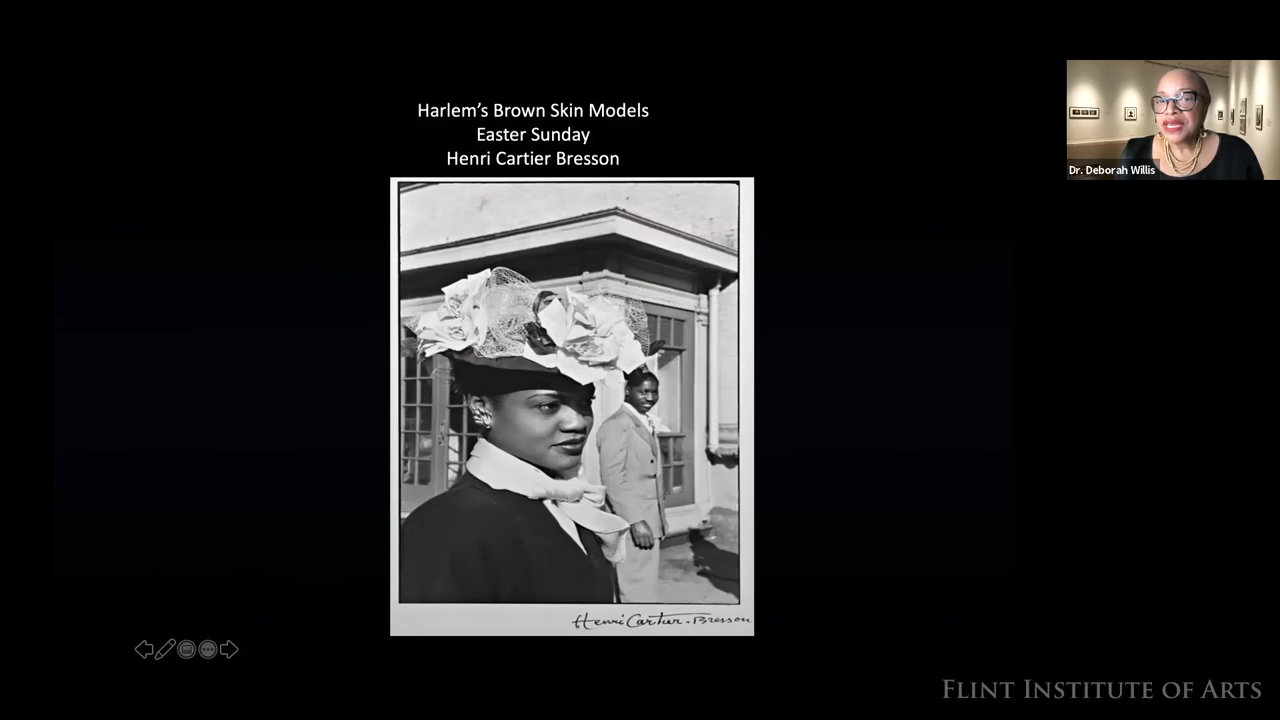 Harlem’s Brown Skin Models
Easter Sunday
Henri Cartier Bresson
Dr. Deborah Willis
Henri Cartier-Bresson
FLINT INSTITUTE OF ARTS